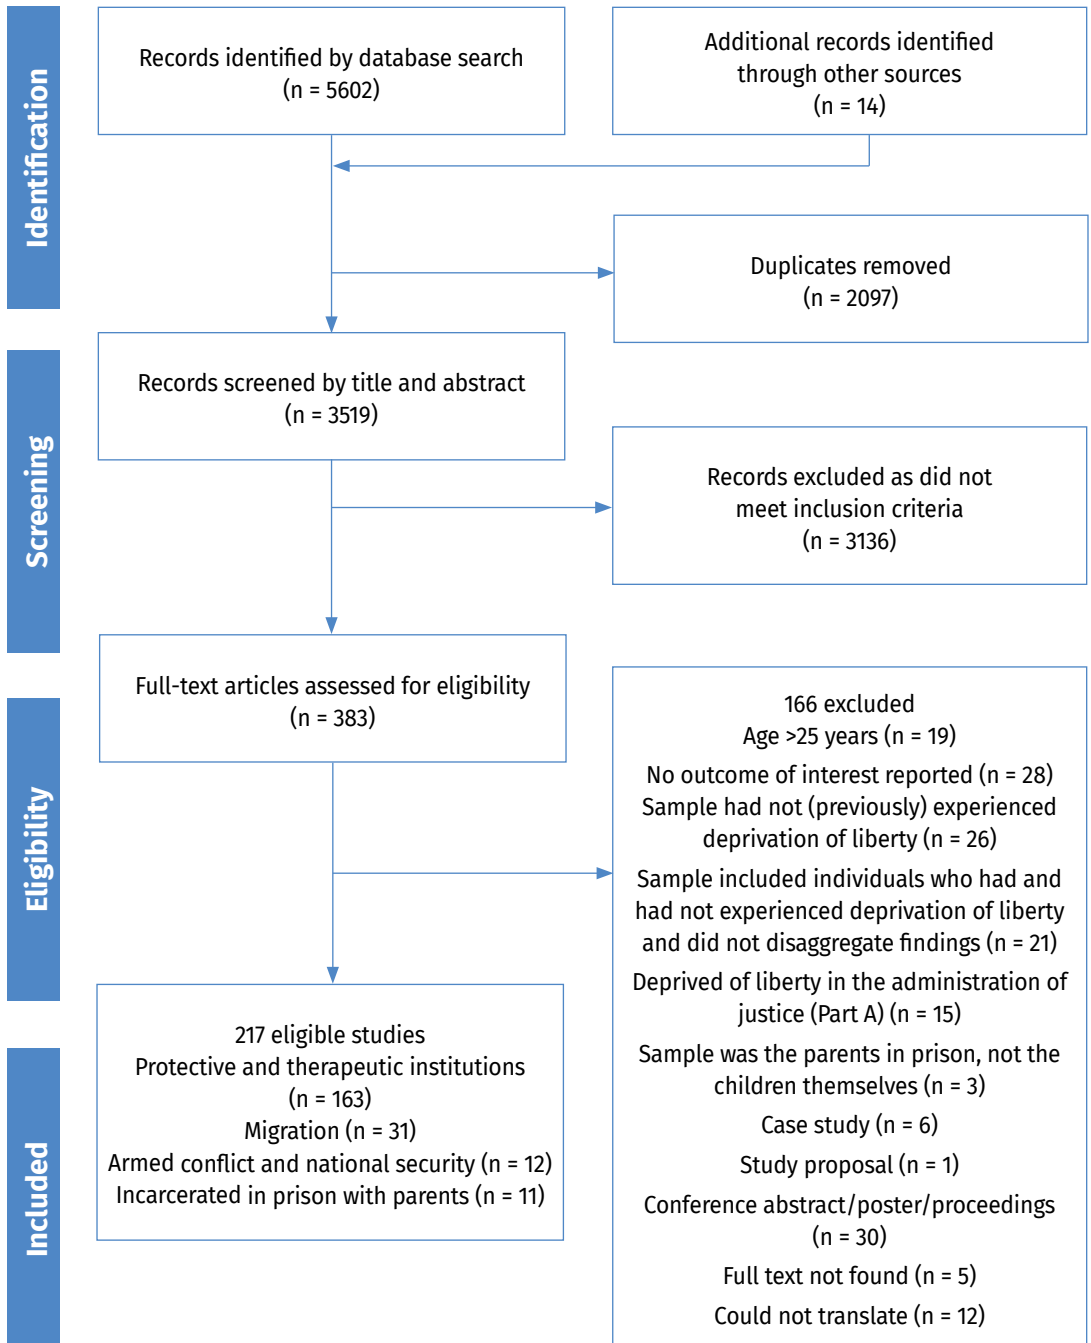 Identification
Records identified by database search
(n = 5602)
Additional records identified
through other sources
(n = 14)
Duplicates removed
(n = 2097)
Screening
Records screened by title and abstract
(n = 3519)
Records excluded as did not
meet inclusion criteria
(n = 3136)
Eligibility
Full-text articles assessed for eligibility
(n = 383)
166 excluded
Age >25 years (n = 19)
No outcome of interest reported (n = 28)
Sample had not (previously) experienced
deprivation of liberty (n = 26)
Sample included individuals who had and
had not experienced deprivation of liberty
and did not disaggregate findings (n = 21)
Deprived of liberty in the administration of
justice (Part A) (n = 15)
Sample was the parents in prison, not the
children themselves (n = 3)
Case study (n = 6)
Study proposal (n = 1)
Conference abstract/poster/proceedings
(n = 30)
Full text not found (n = 5)
Could not translate (n = 12)
Included
217 eligible studies
Protective and therapeutic institutions
(n = 163)
Migration (n = 31)
Armed conflict and national security (n = 12)
Incarcerated in prison with parents (n = 11)